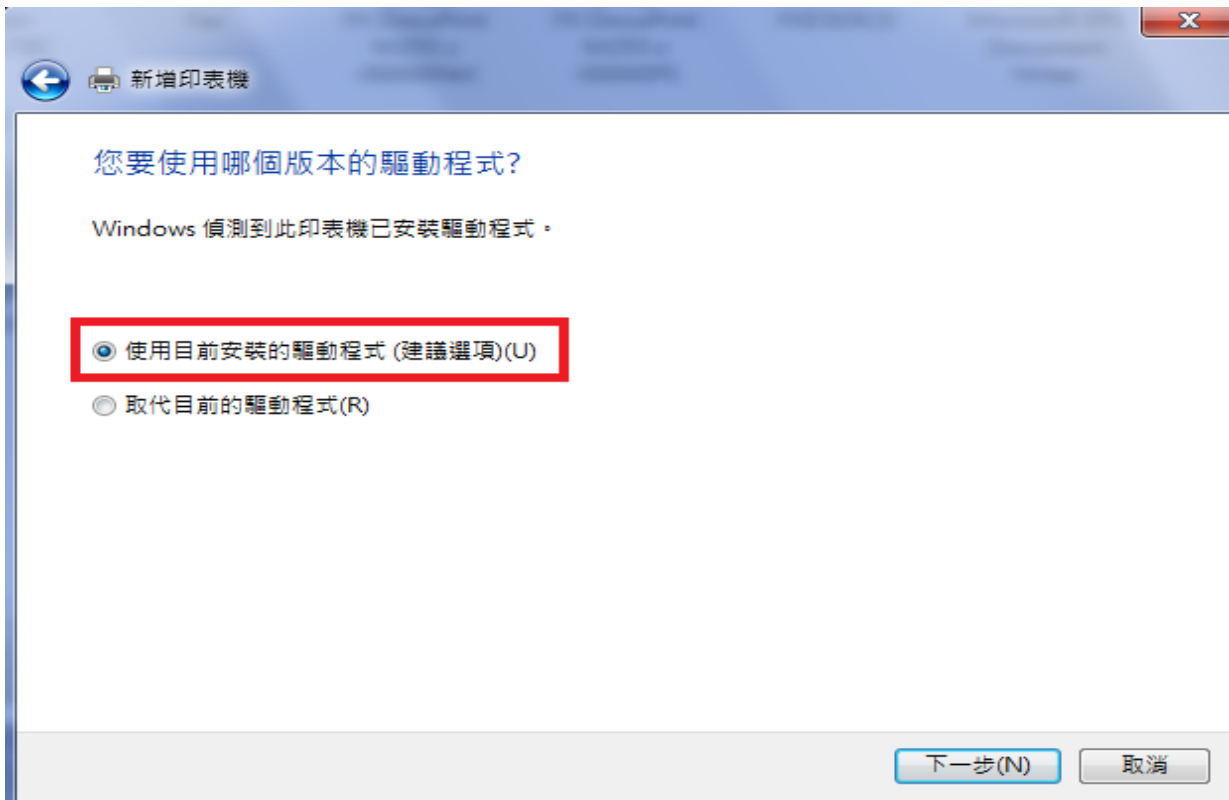 新增印表機
您要使用哪個版本的驅動程式?
Windows 偵測到此印表機已安裝驅動程式。
使用目前安裝的驅動程式 (建議選項)(U)
取代目前的驅動程式(R)
下一步(N)
取消